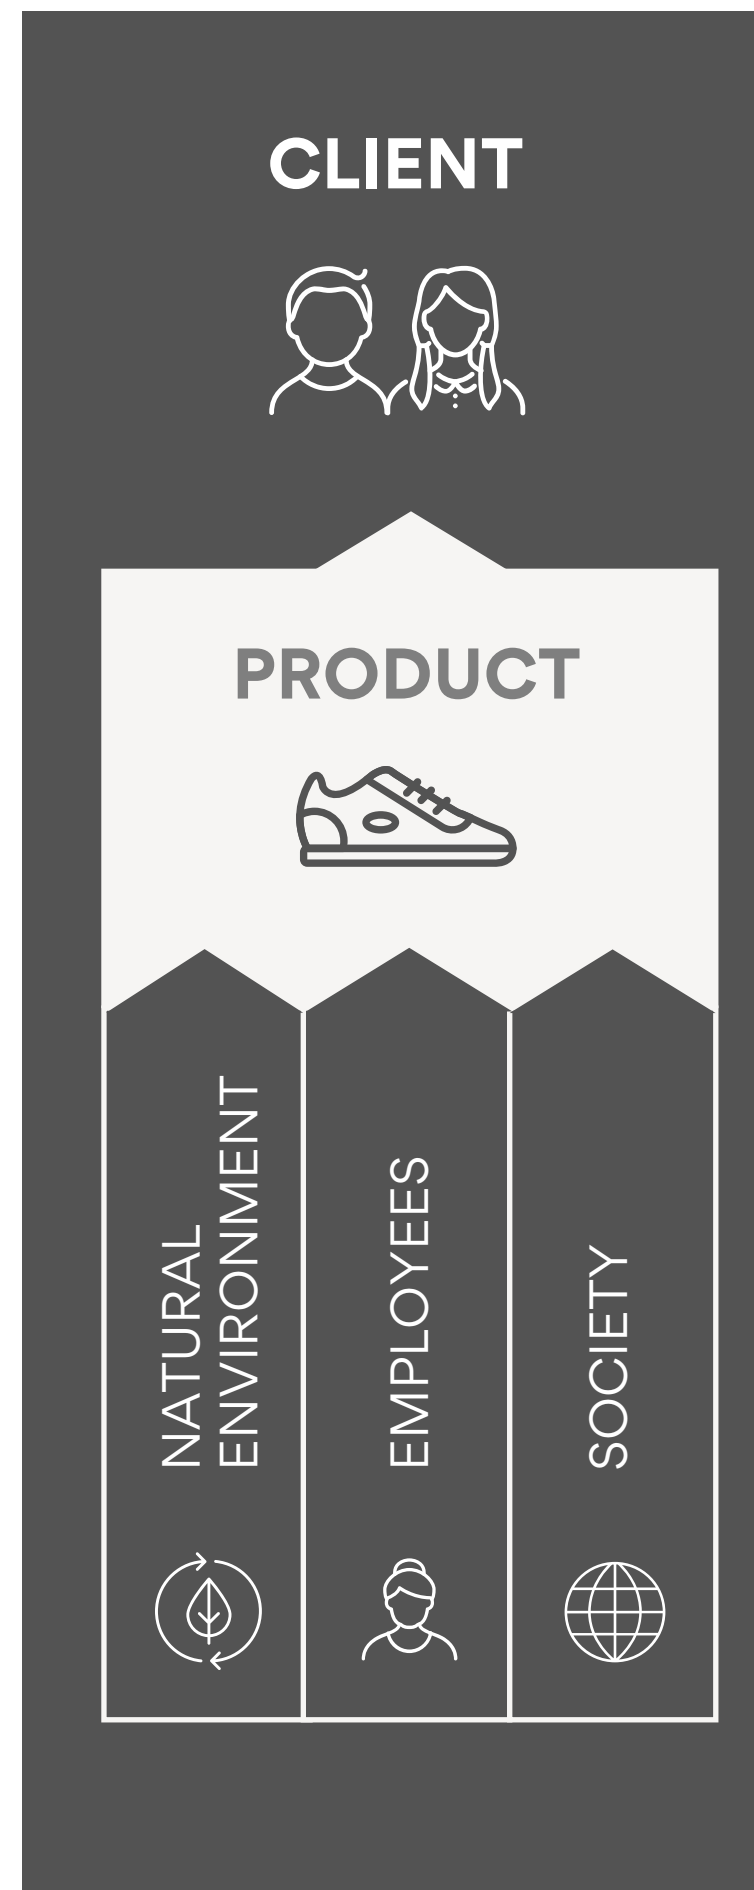 CLIENT
PRODUCT
NATURAL
ENVIRONMENT
EMPLOYEES
SOCIETY